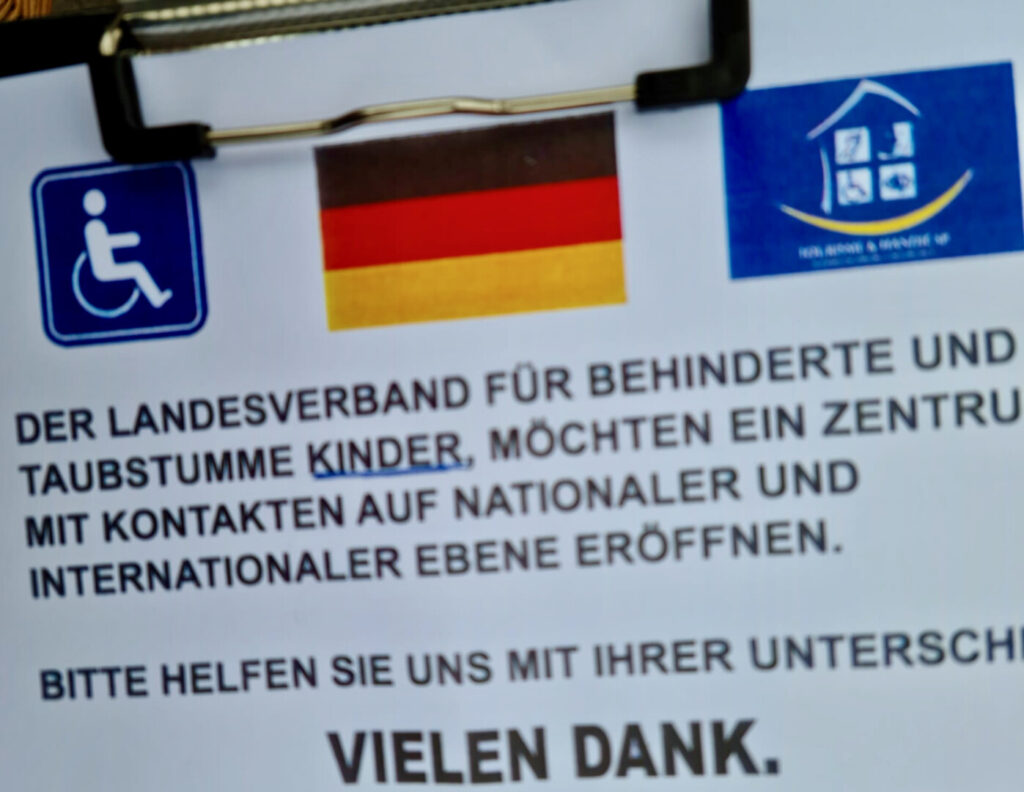 DER LANDESVERBAND FÜR BEHINDERTE UND
TAUBSTUMME KINDER, MÖCHTEN EIN ZENTRU
MIT KONTAKTEN AUF NATIONALER UND
INTERNATIONALER EBENE ERÖFFNEN.
BITTE HELFEN SIE UNS MIT IHRER UNTERSCHI
VIELEN DANK.